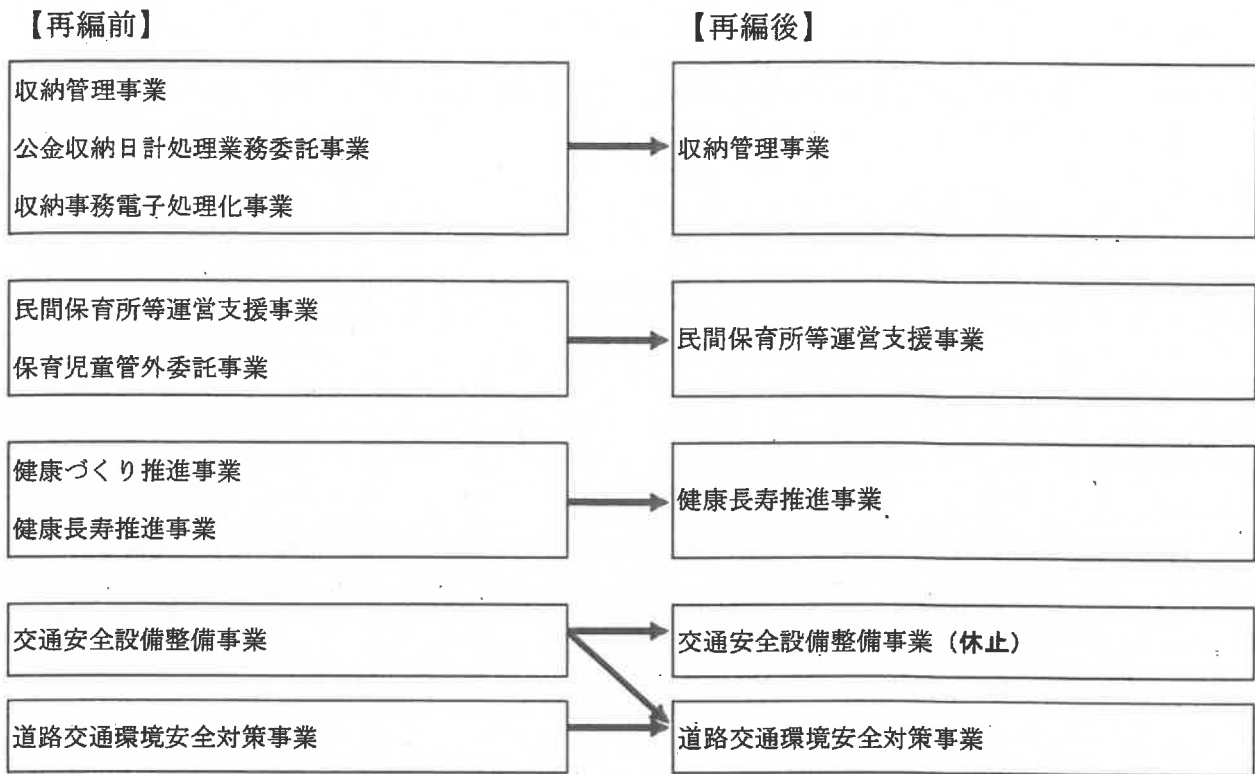 【再編前】
【再編後】
収納管理事業
公金収納日計処理業務委託事業
収納事務電子処理化事業
収納管理事業
民間保育所等運営支援事業
保育児童管外委託事業
民間保育所等運営支援事業
健康づくり推進事業
健康長寿推進事業
健康長寿推進事業
交通安全設備整備事業
交通安全設備整備事業（休止）
道路交通環境安全対策事業
道路交通環境安全対策事業